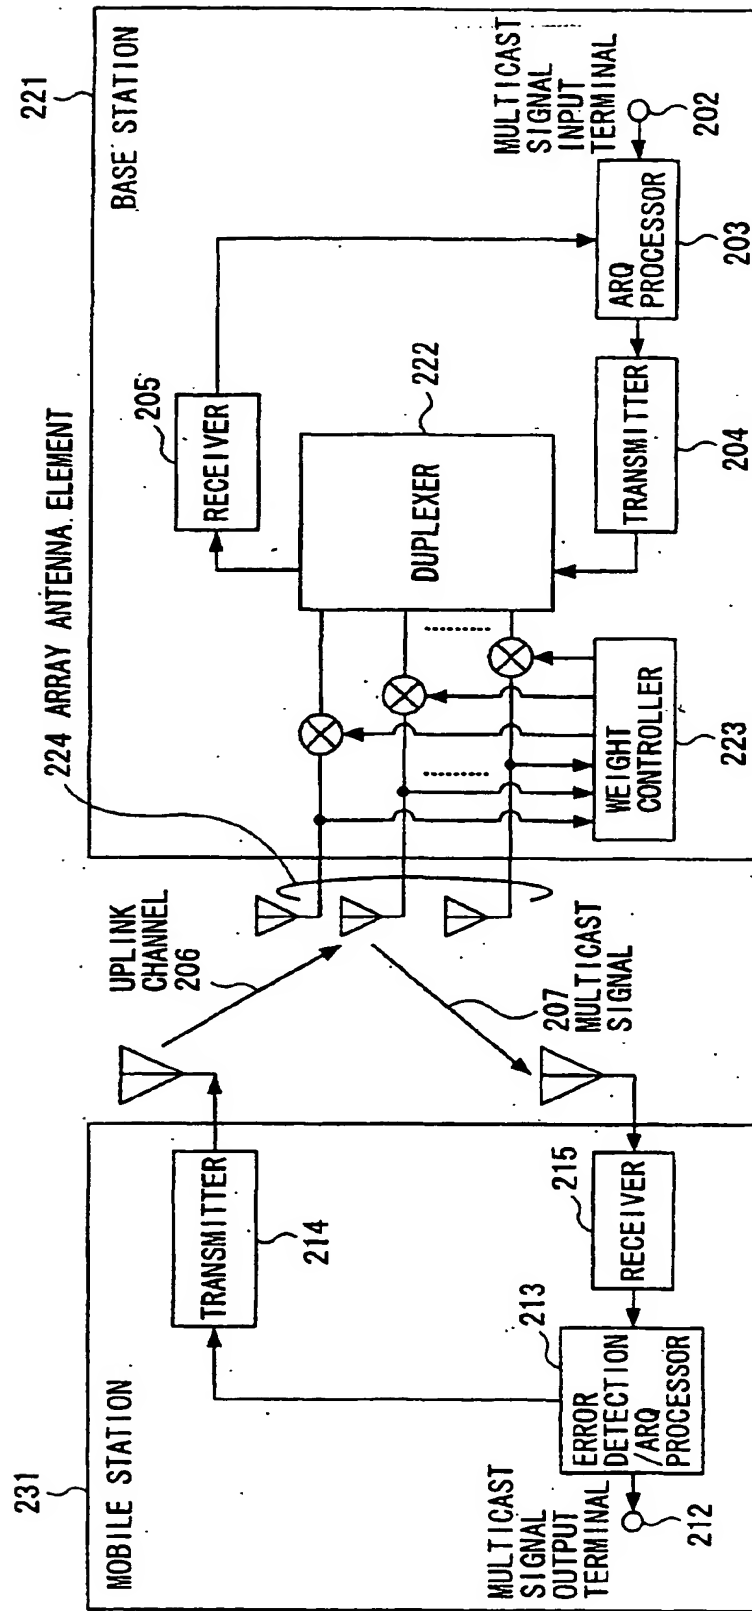 231
MOBILE STATION
TRANSMITTER
214
UPLINK
CHANNEL
206
224 ARRAY ANTENNA ELEMENT
205
RECEIVER
221
BASE STATION
222
DUPLEXER
MULTICAST
SIGNAL
INPUT
TERMINAL
202
ARQ
PROCESSOR
203
TRANSMITTER
204
WEIGHT
CONTROLLER
223
207
MULTICAST
SIGNAL
215
RECEIVER
213
ERROR
DETECTION
/ARQ
PROCESSOR
MULTICAST
SIGNAL
OUTPUT
TERMINAL
212